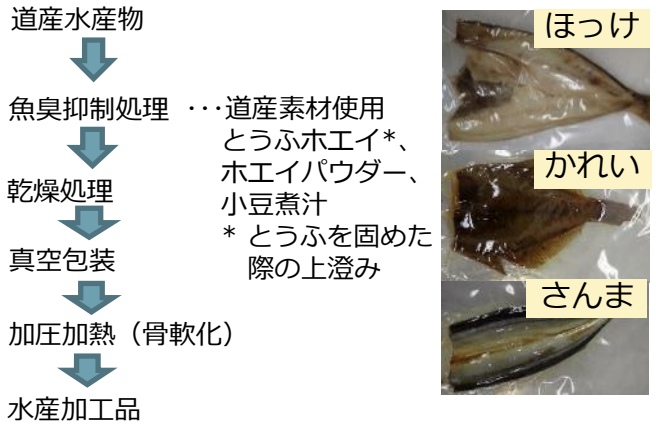 道産水産物
魚臭抑制処理 ･･･道産素材使用
とうふホエイ*、
ホエイパウダー、
小豆煮汁
* とうふを固めた
際の上澄み
乾燥処理
真空包装
加圧加熱（骨軟化）
水産加工品
ほっけ
かれい
さんま